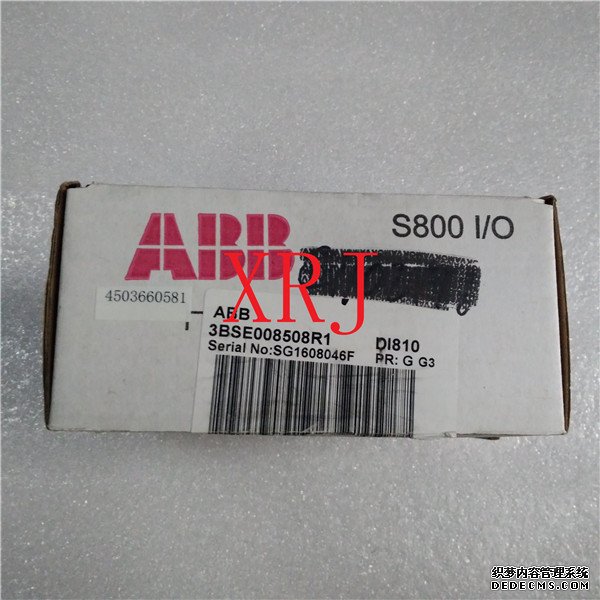 ABB
S800 I/O
XRJ
4503660581
ABB
3BSE008508R1 DI810
Serial No:SG1608046F PR: G G3
织梦内容管理系统
DEDECMS.COM